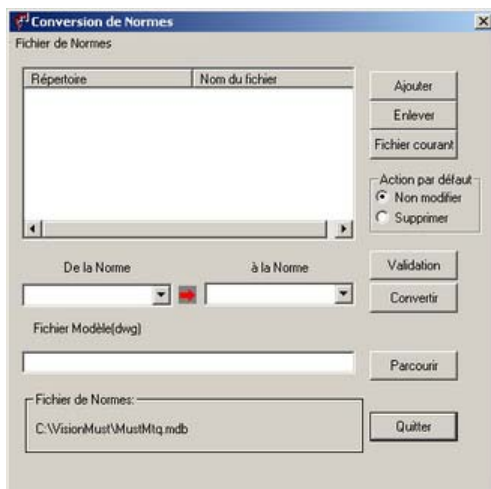 Conversion de Normes
Fichier de Normes
Répertoire
Nom du fichier
Ajouter
Enlever
Fichier courant
Action par défaut
Non modifier
Supprimer
De la Norme
à la Norme
Validation
Convertir
Fichier Modèle(dwg)
Parcourir
Fichier de Normes:
C:\VisionMust\MustMtq.mdb
Quitter